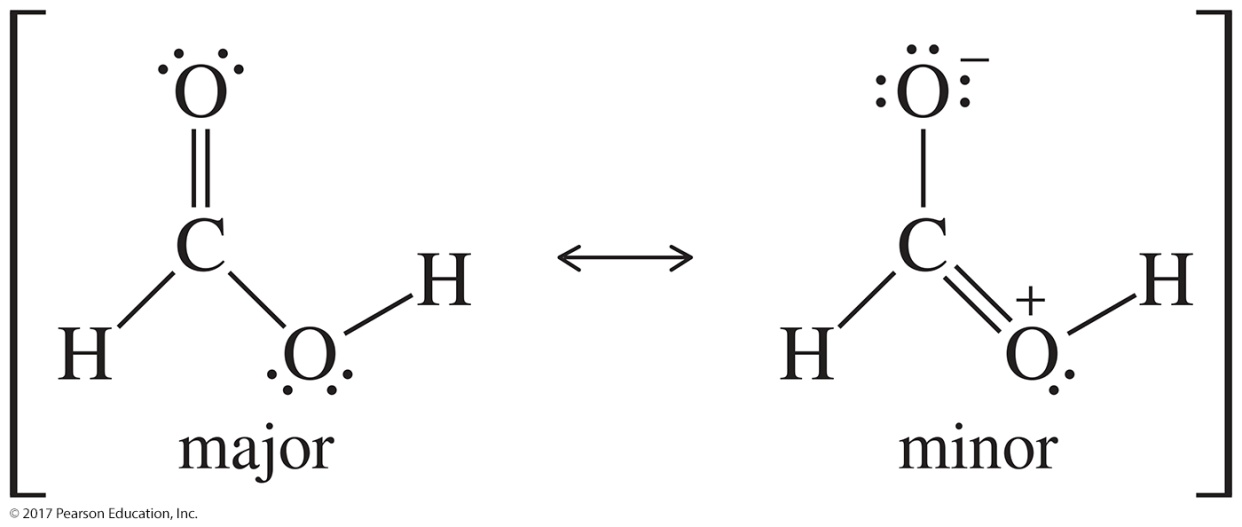 O O −
C C
H O H H O + H
major minor
© 2017 Pearson Education, Inc.